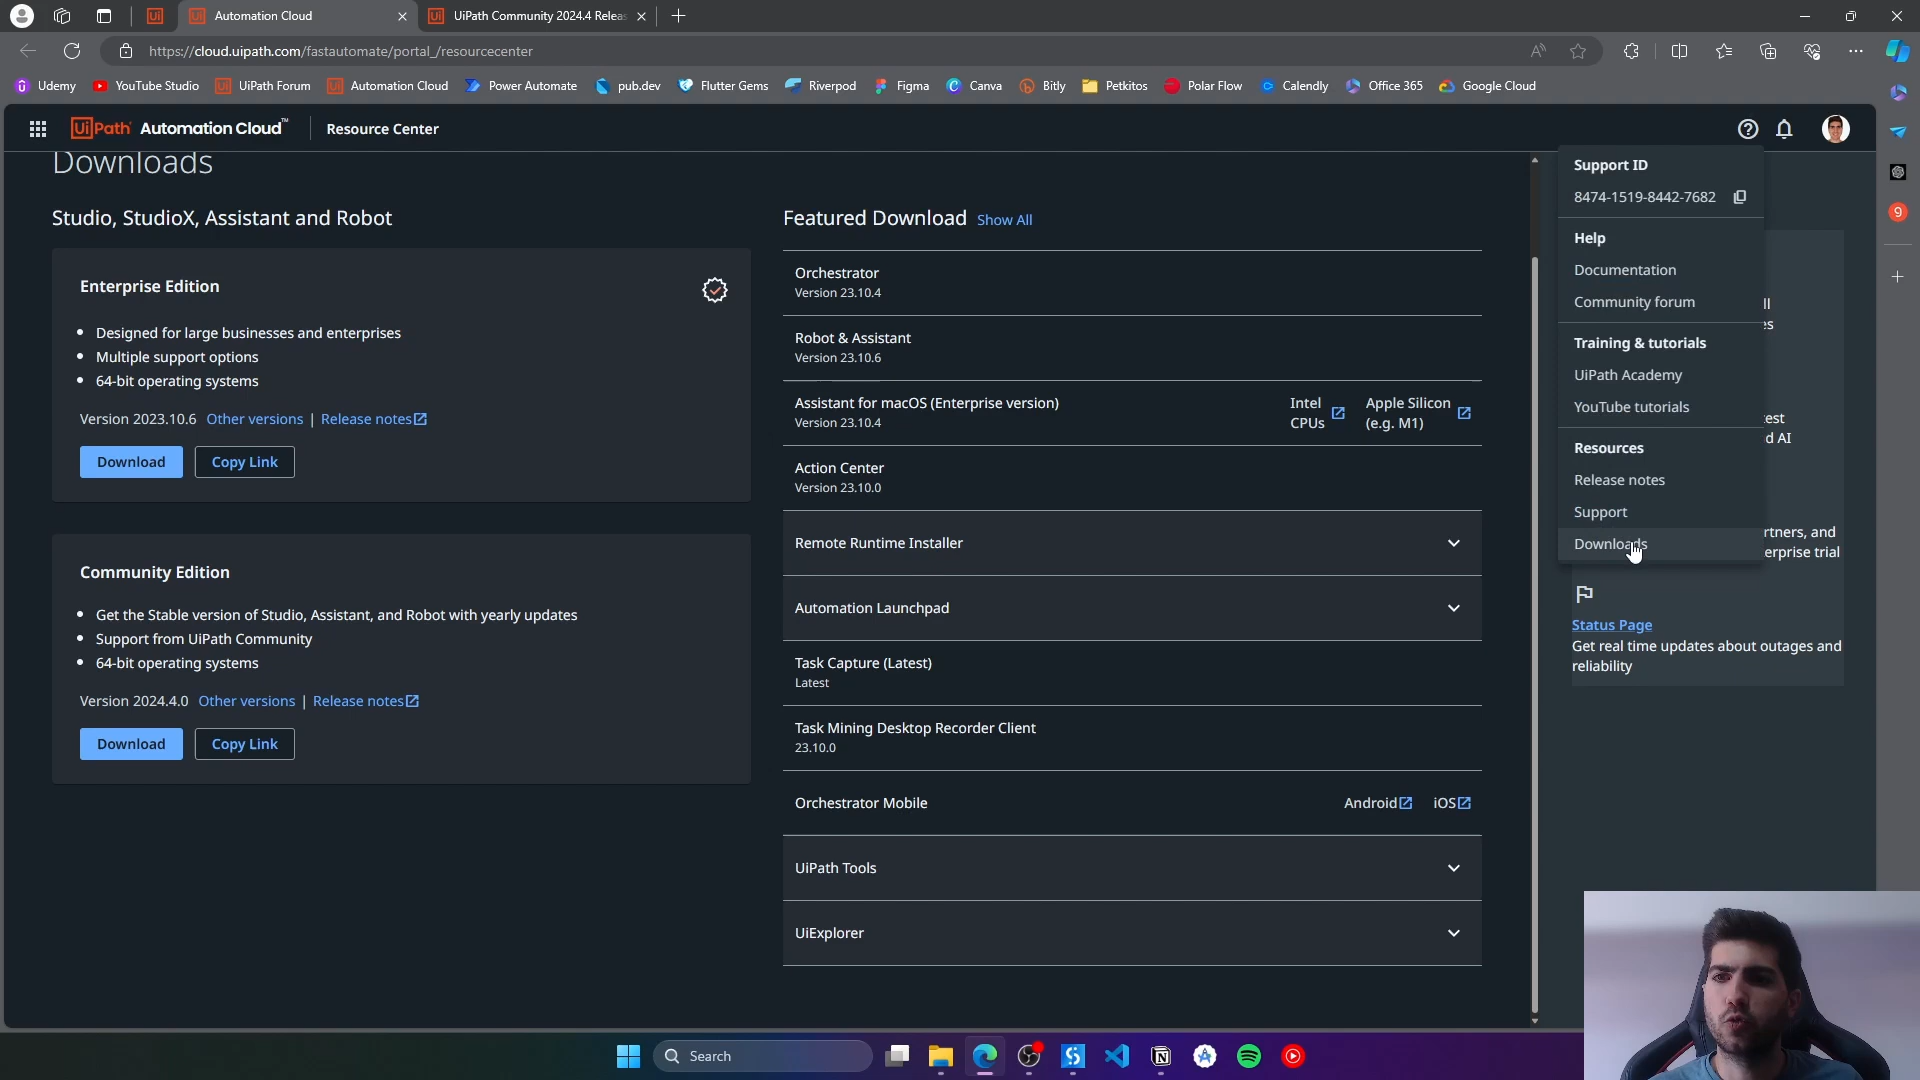 Automation Cloud
UiPath Community 2024.4 Releas
https://cloud.uipath.com/fastautomate/portal_/resourcecenter
Udemy
YouTube Studio
UiPath Forum
Automation Cloud
Power Automate
pub.dev
Flutter Gems
Riverpod
Figma
Canva
Bitly
Petkitos
Polar Flow
Calendly
Office 365
Google Cloud
UiPath Automation Cloud™
Resource Center
Downloads
Studio, StudioX, Assistant and Robot
Enterprise Edition
Designed for large businesses and enterprises
Multiple support options
64-bit operating systems
Version 2023.10.6 Other versions | Release notes
Download
Copy Link
Community Edition
Get the Stable version of Studio, Assistant, and Robot with yearly updates
Support from UiPath Community
64-bit operating systems
Version 2024.4.0 Other versions | Release notes
Download
Copy Link
Featured Download Show All
Orchestrator
Version 23.10.4
Robot & Assistant
Version 23.10.6
Assistant for macOS (Enterprise version)
Version 23.10.4
Intel
CPUs
Apple Silicon
(e.g. M1)
Action Center
Version 23.10.0
Remote Runtime Installer
Automation Launchpad
Task Capture (Latest)
Latest
Task Mining Desktop Recorder Client
23.10.0
Orchestrator Mobile
Android
iOS
UiPath Tools
UiExplorer
Support ID
8474-1519-8442-7682
Help
Documentation
Community forum
Training & tutorials
UiPath Academy
YouTube tutorials
Resources
Release notes
Support
Downloads
ll
es
test
d AI
rtners, and
erprise trial
Status Page
Get real time updates about outages and
reliability
9
Search